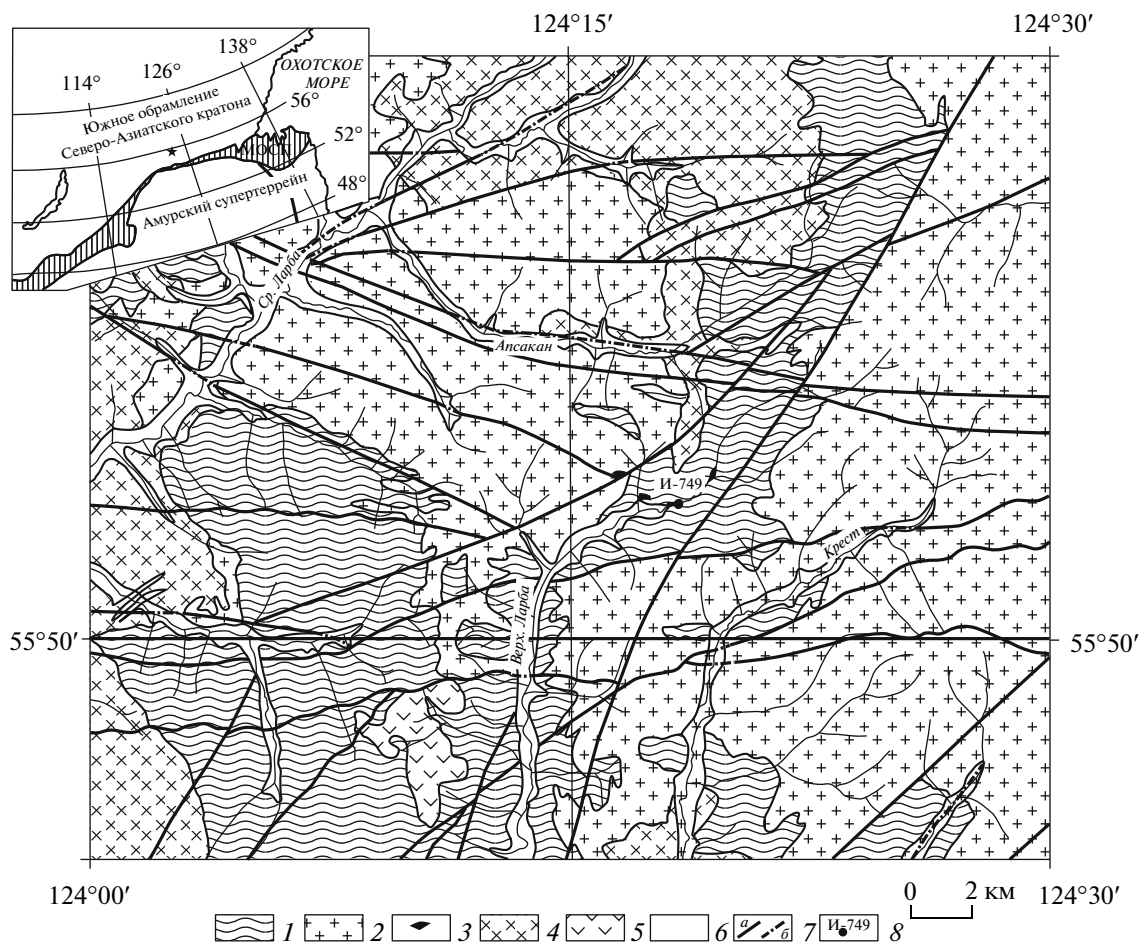 124°15′
124°30′
138°
126°
114°
ОХОТСКОЕ
МОРЕ
56°
Южное обрамление
Северо-Азиатского кратона
52°
МОСП
48°
Амурский супертеррейн
Ср. Ларба
Апсакан
И-749
Крест
Верх. Ларба
55°50′
55°50′
124°00′
0 2 км
124°30′
1 2 3 4 5 6 а б 7 И-749 8